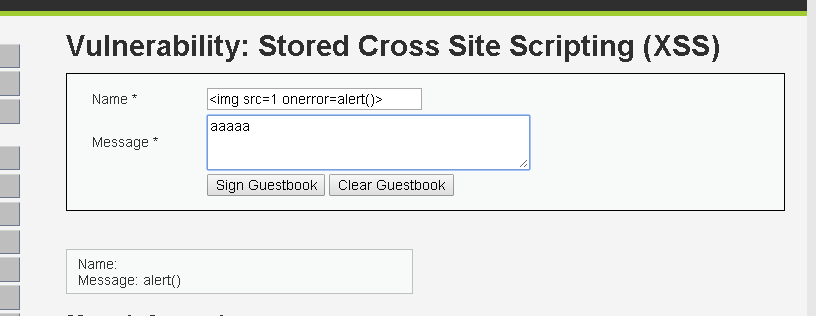 Vulnerability: Stored Cross Site Scripting (XSS)
Name * <img src=1 onerror=alert()>
aaaaa
Message *
Sign Guestbook Clear Guestbook
Name:
Message: alert()